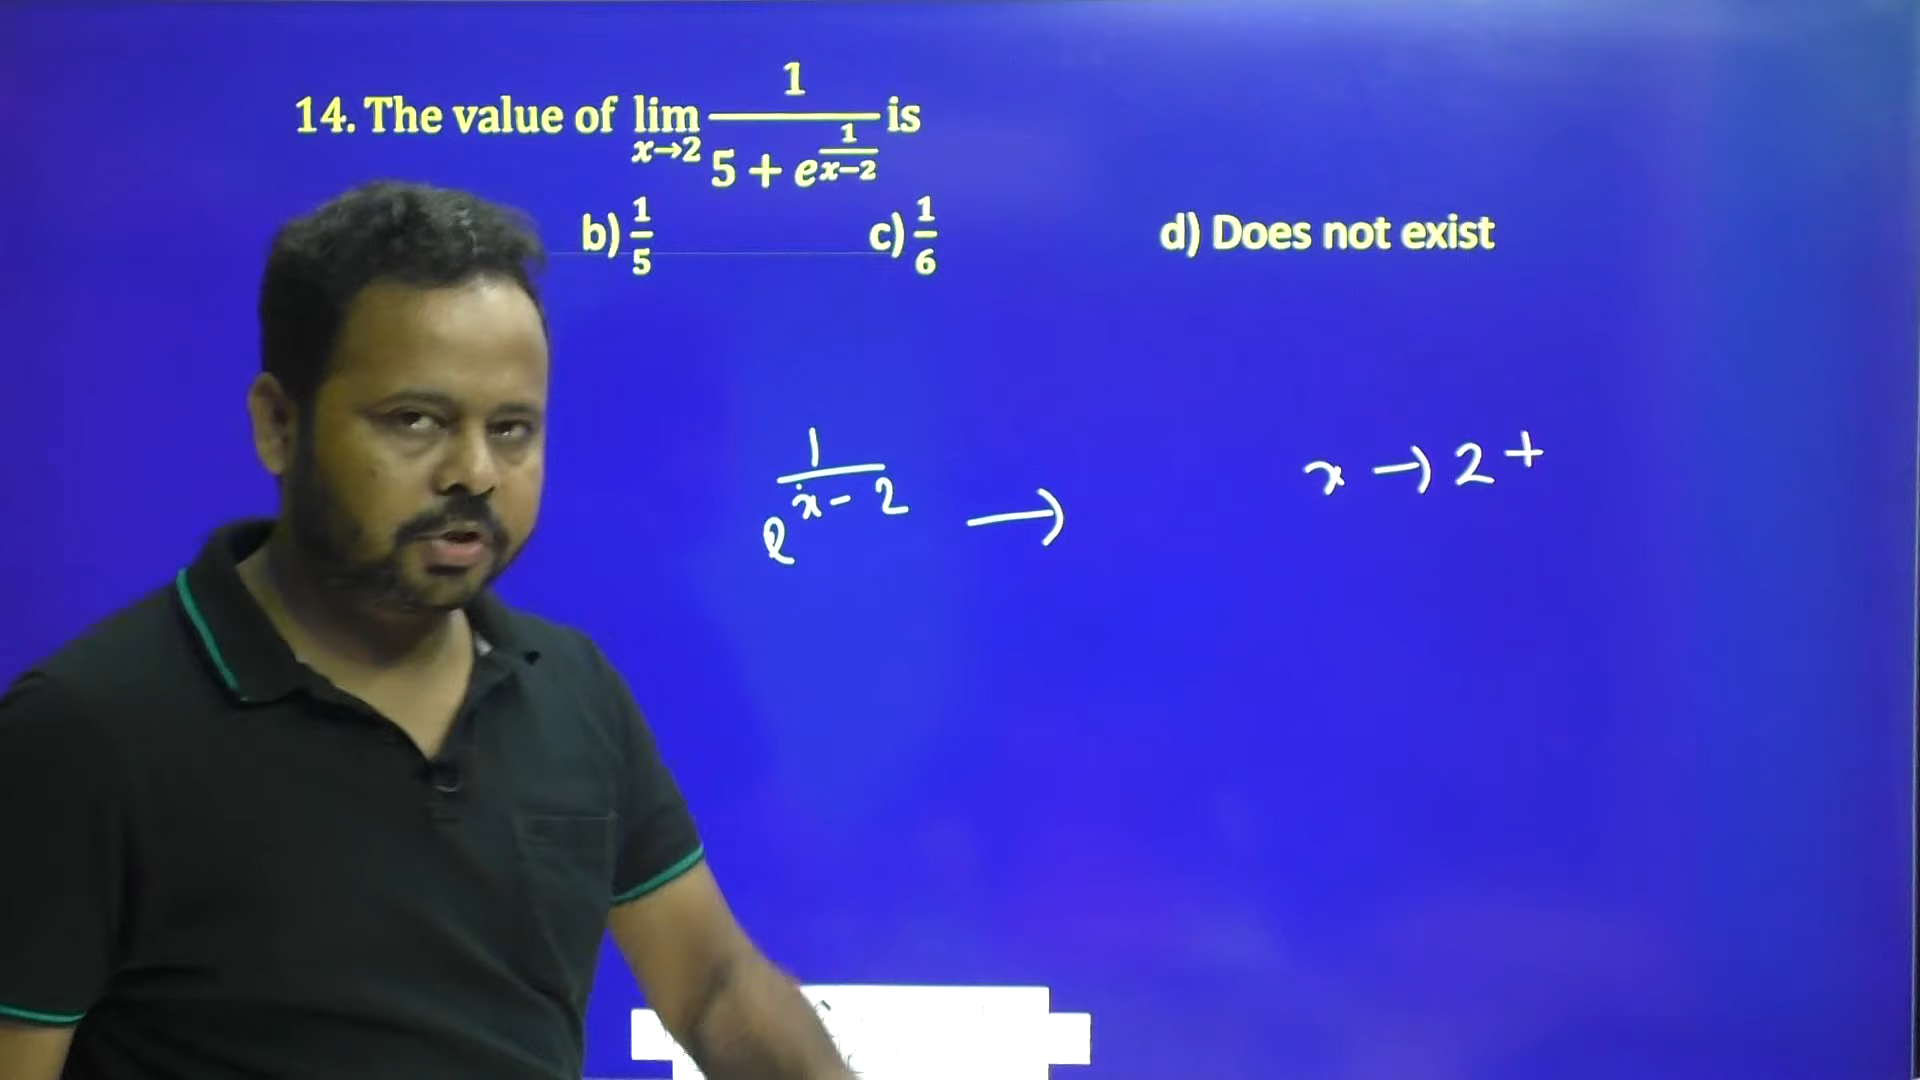 14. The value of lim x→2 1/(5 + e^(1/(x−2))) is
b) 1/5 c) 1/6 d) Does not exist
e^(1/(x-2)) → x → 2+